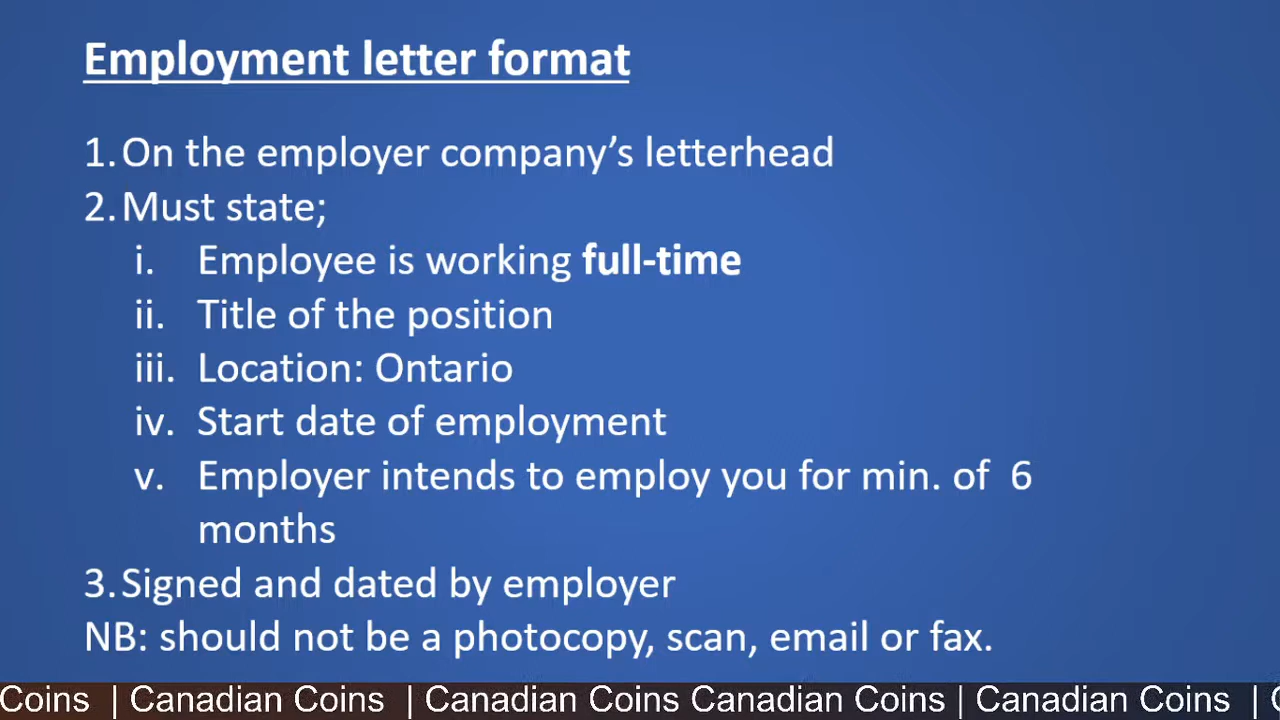 Employment letter format
1. On the employer company's letterhead
2. Must state;
i. Employee is working full-time
ii. Title of the position
iii. Location: Ontario
iv. Start date of employment
v. Employer intends to employ you for min. of 6
months
3. Signed and dated by employer
NB: should not be a photocopy, scan, email or fax.
Coins | Canadian Coins | Canadian Coins Canadian Coins | Canadian Coins |